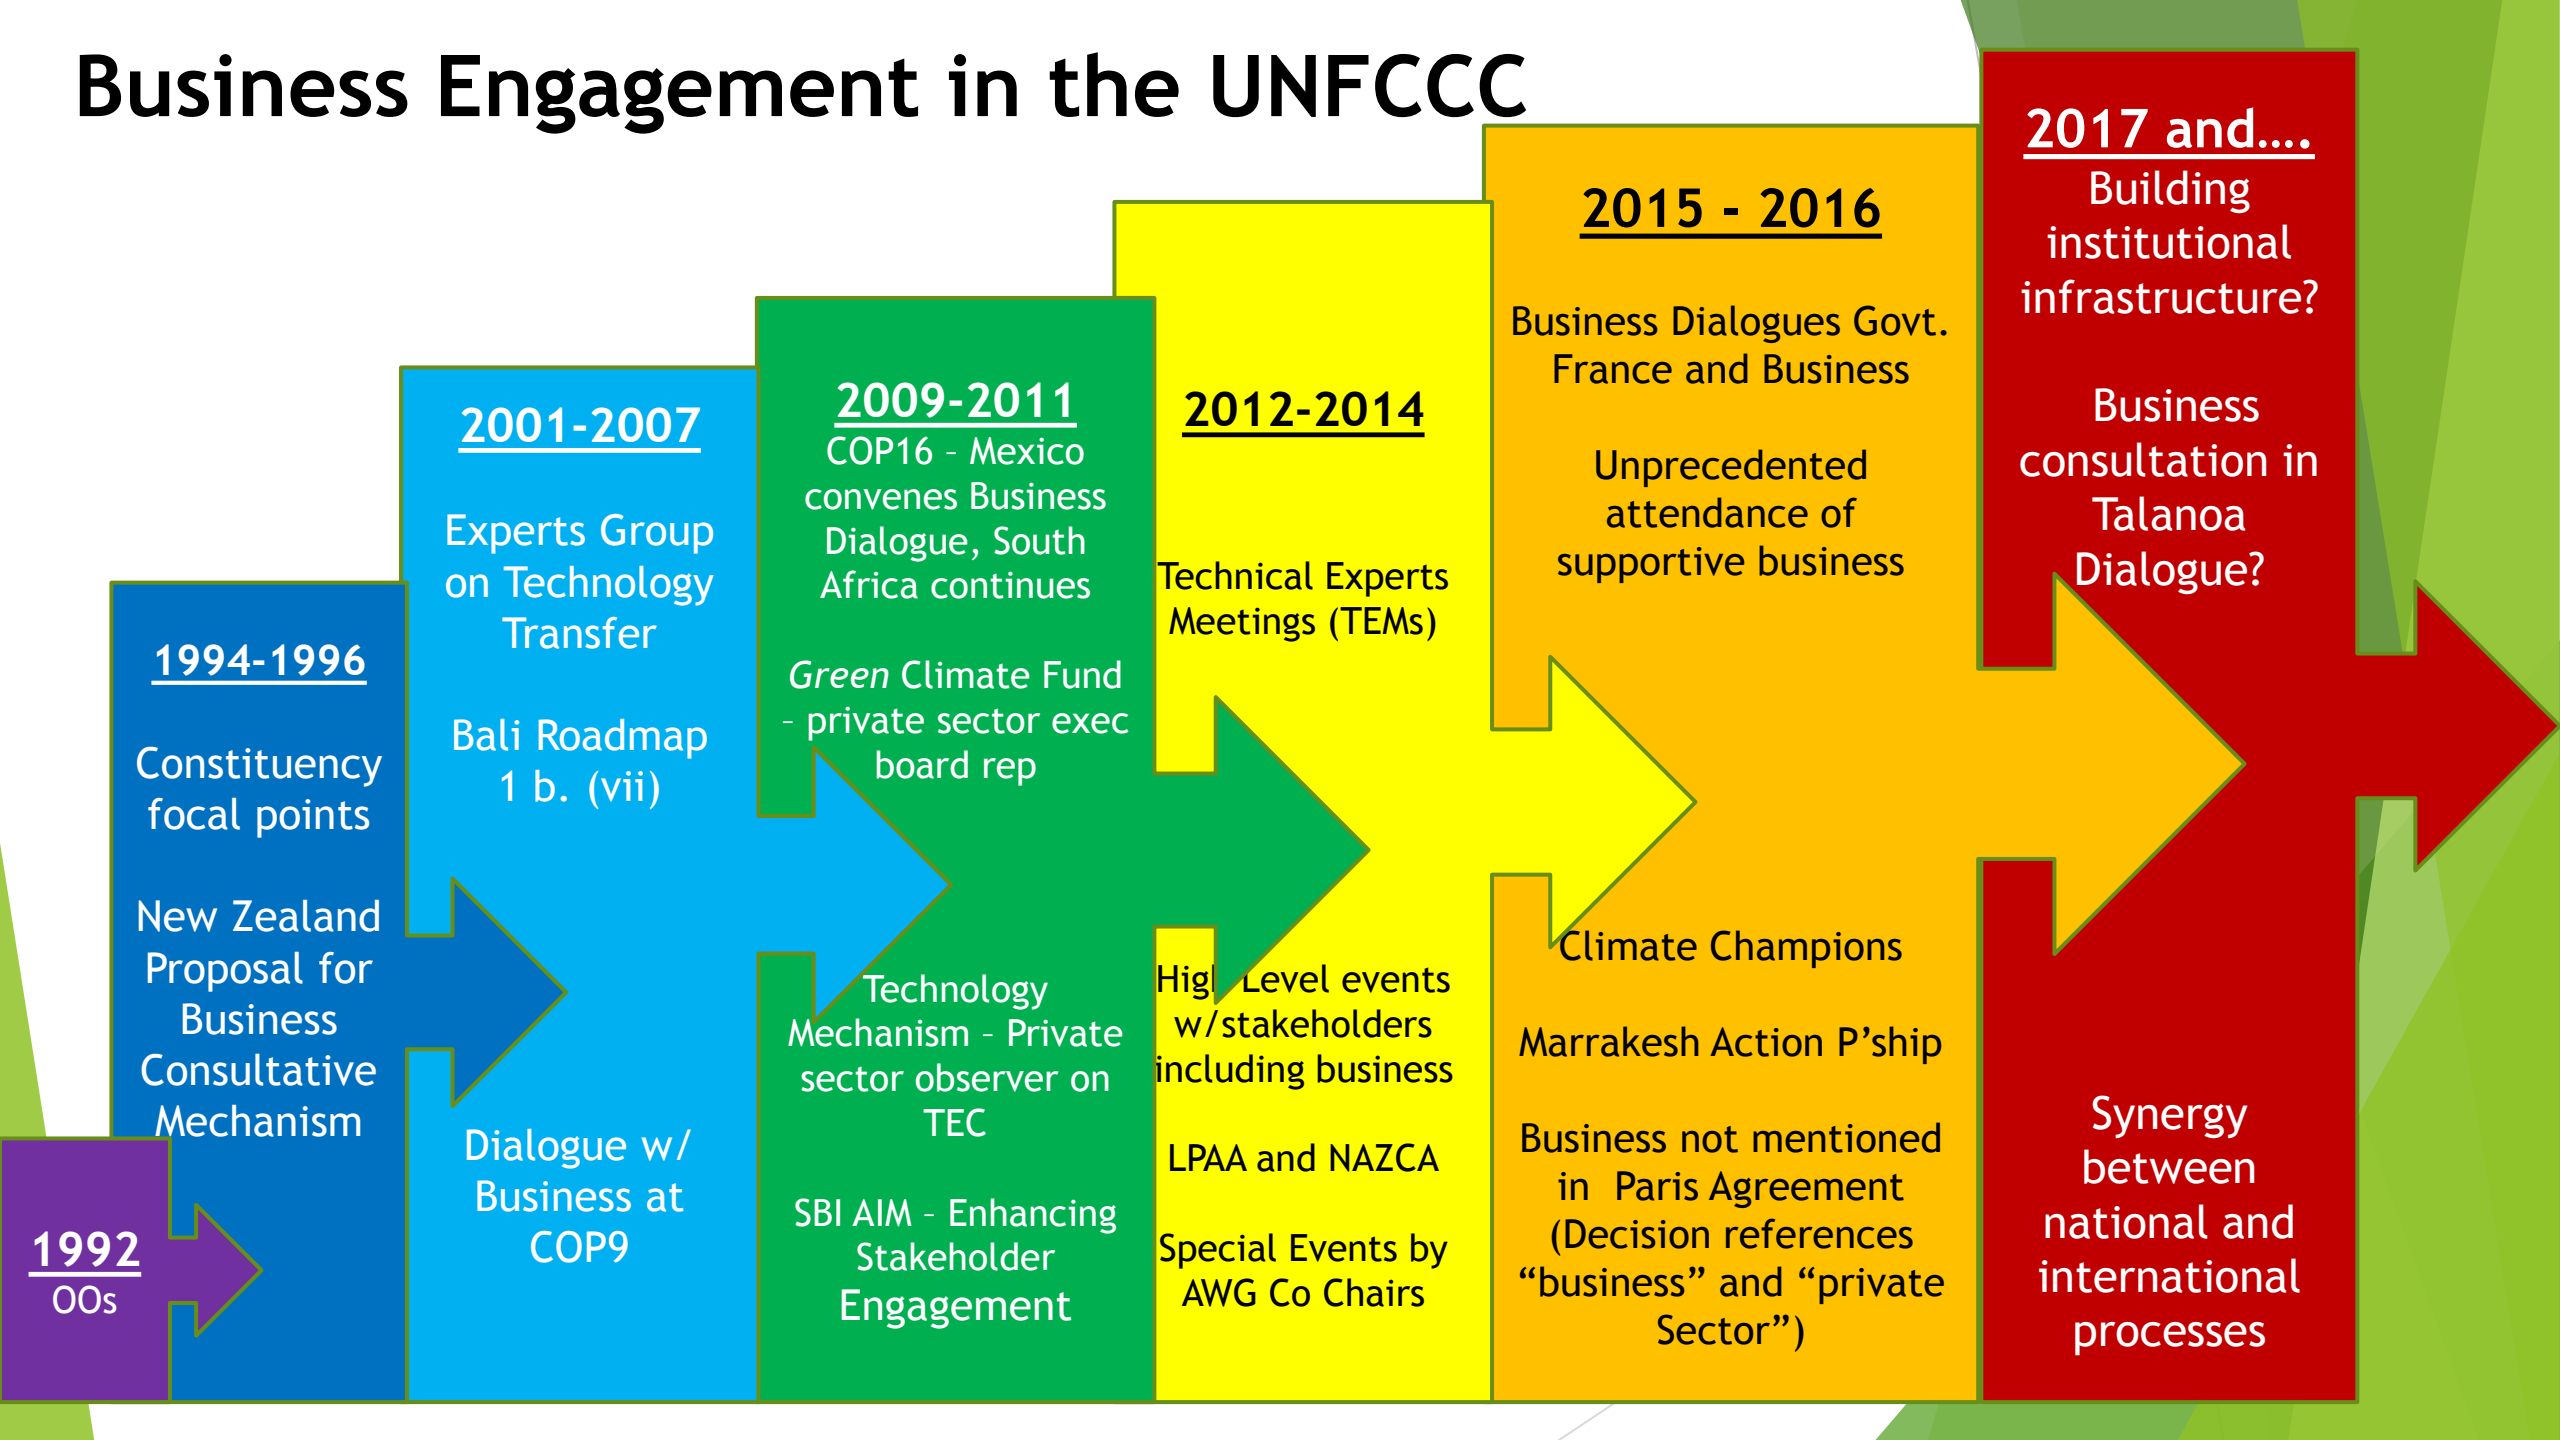 Business Engagement in the UNFCCC
1992
OOs
1994-1996
Constituency
focal points
New Zealand
Proposal for
Business
Consultative
Mechanism
2001-2007
Experts Group
on Technology
Transfer
Bali Roadmap
1 b. (vii)
Dialogue w/
Business at
COP9
2009-2011
COP16 – Mexico
convenes Business
Dialogue, South
Africa continues
Green Climate Fund
– private sector exec
board rep
Technology
Mechanism – Private
sector observer on
TEC
SBI AIM – Enhancing
Stakeholder
Engagement
2012-2014
Technical Experts
Meetings (TEMs)
Level events
w/stakeholders
including business
LPAA and NAZCA
Special Events by
AWG Co Chairs
2015 - 2016
Business Dialogues Govt.
France and Business
Unprecedented
attendance of
supportive business
Climate Champions
Marrakesh Action P’ship
Business not mentioned
in  Paris Agreement
(Decision references
“business” and “private
Sector”)
2017 and….
Building
institutional
infrastructure?
Business
consultation in
Talanoa
Dialogue?
Synergy
between
national and
international
processes